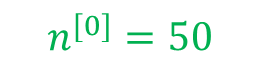 n^[0] = 50